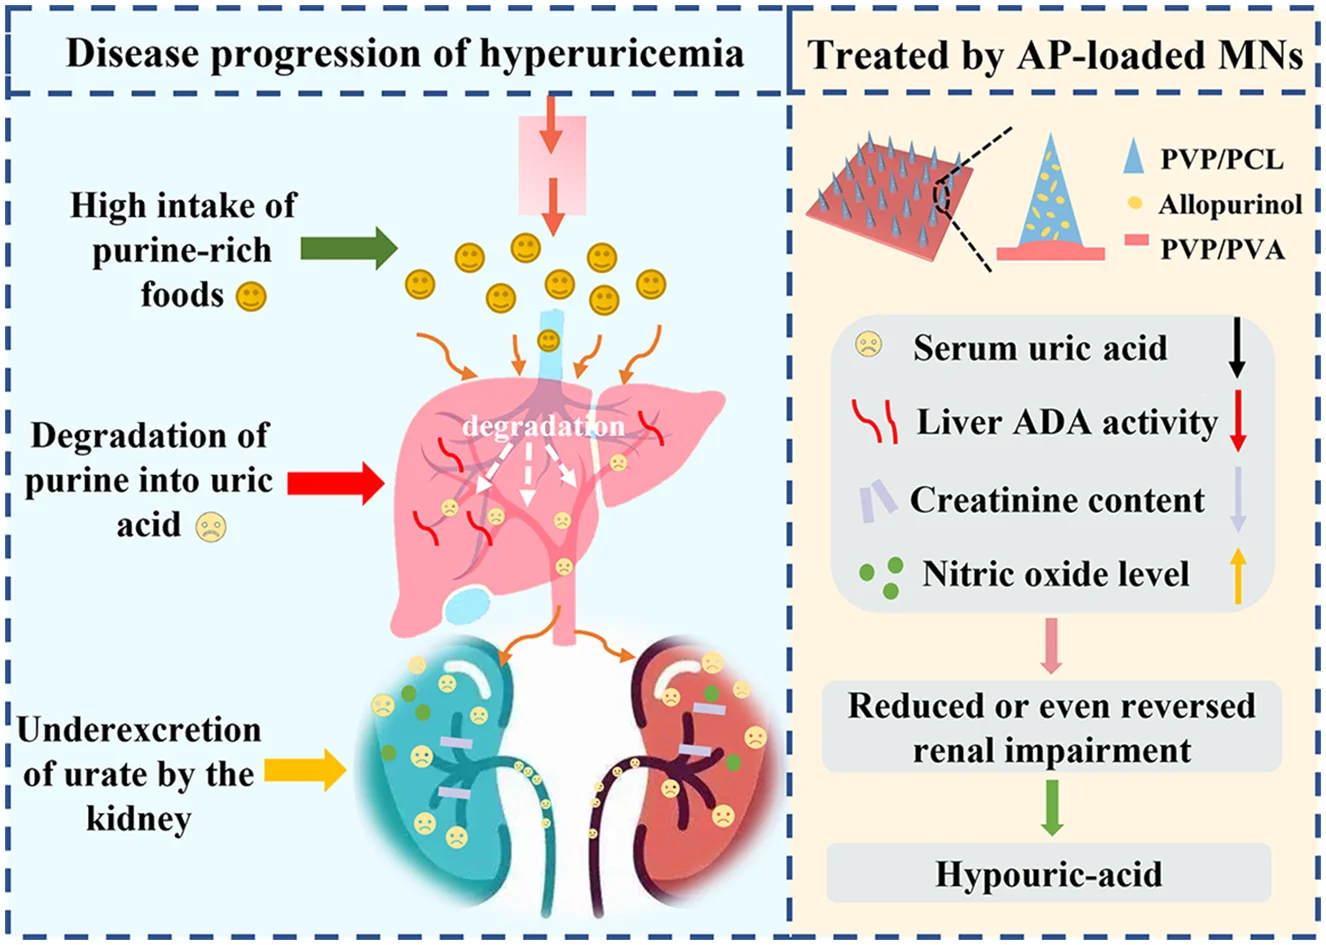 Disease progression of hyperuricemia
High intake of
purine-rich
foods
Degradation of
purine into uric
acid
degradation
Underexcretion
of urate by the
kidney
Treated by AP-loaded MNs
PVP/PCL
Allopurinol
PVP/PVA
Serum uric acid
Liver ADA activity
Creatinine content
Nitric oxide level
Reduced or even reversed
renal impairment
Hypouric-acid